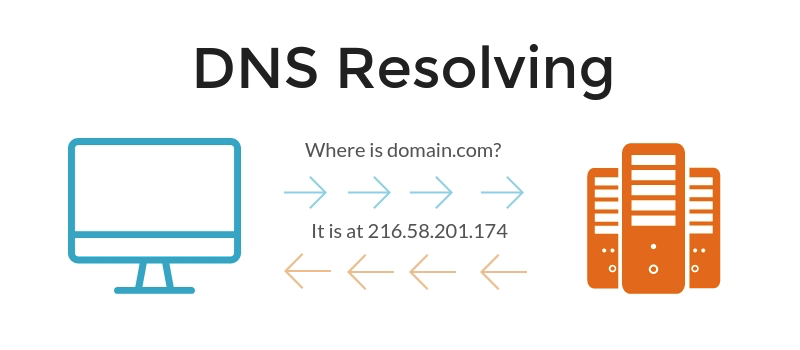 DNS Resolving
Where is domain.com?
It is at 216.58.201.174